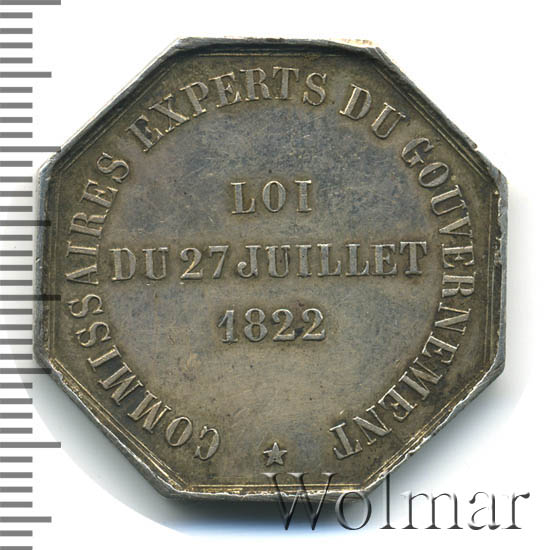 COMMISSAIRES EXPERTS DU GOUVERNEMENT
LOI
DU 27 JUILLET
1822
Wolmar